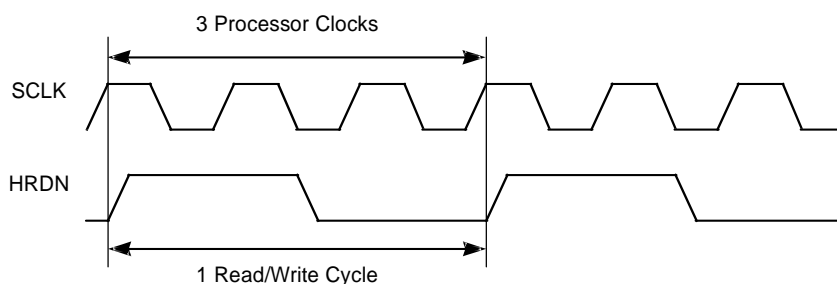 3 Processor Clocks
SCLK
HRDN
1 Read/Write Cycle